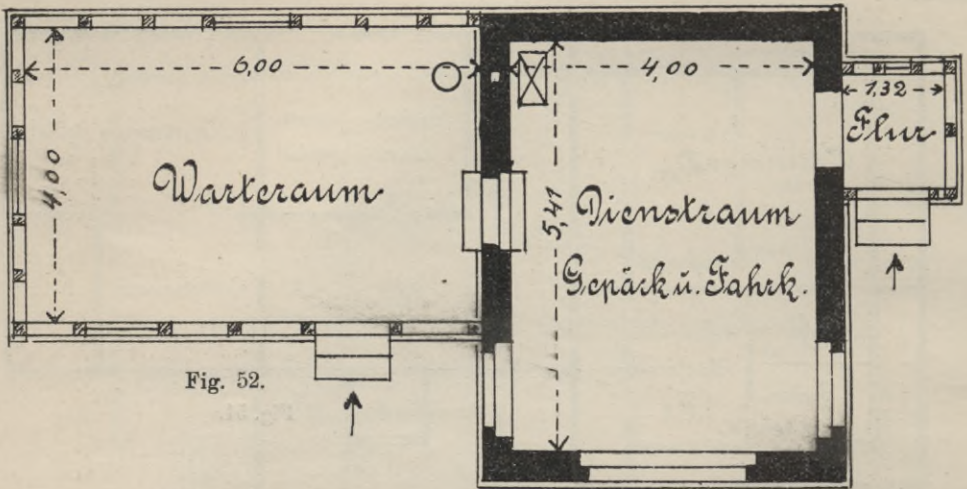 6,00
4,00
1,32
Flur
4,00
Warteraum
5,41
Dienstraum
Gepäck u. Fahrk.
Fig. 52.